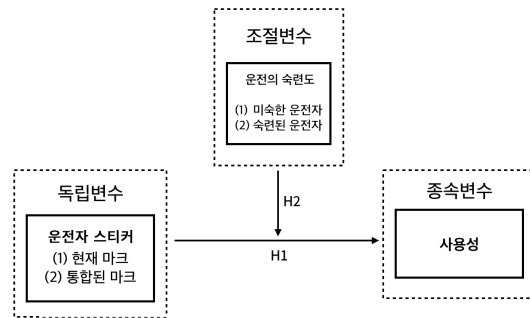 조절변수
운전의 숙련도
(1) 미숙한 운전자
(2) 숙련된 운전자
H2
독립변수
운전자 스티커
(1) 현재 마크
(2) 통합된 마크
H1
종속변수
사용성